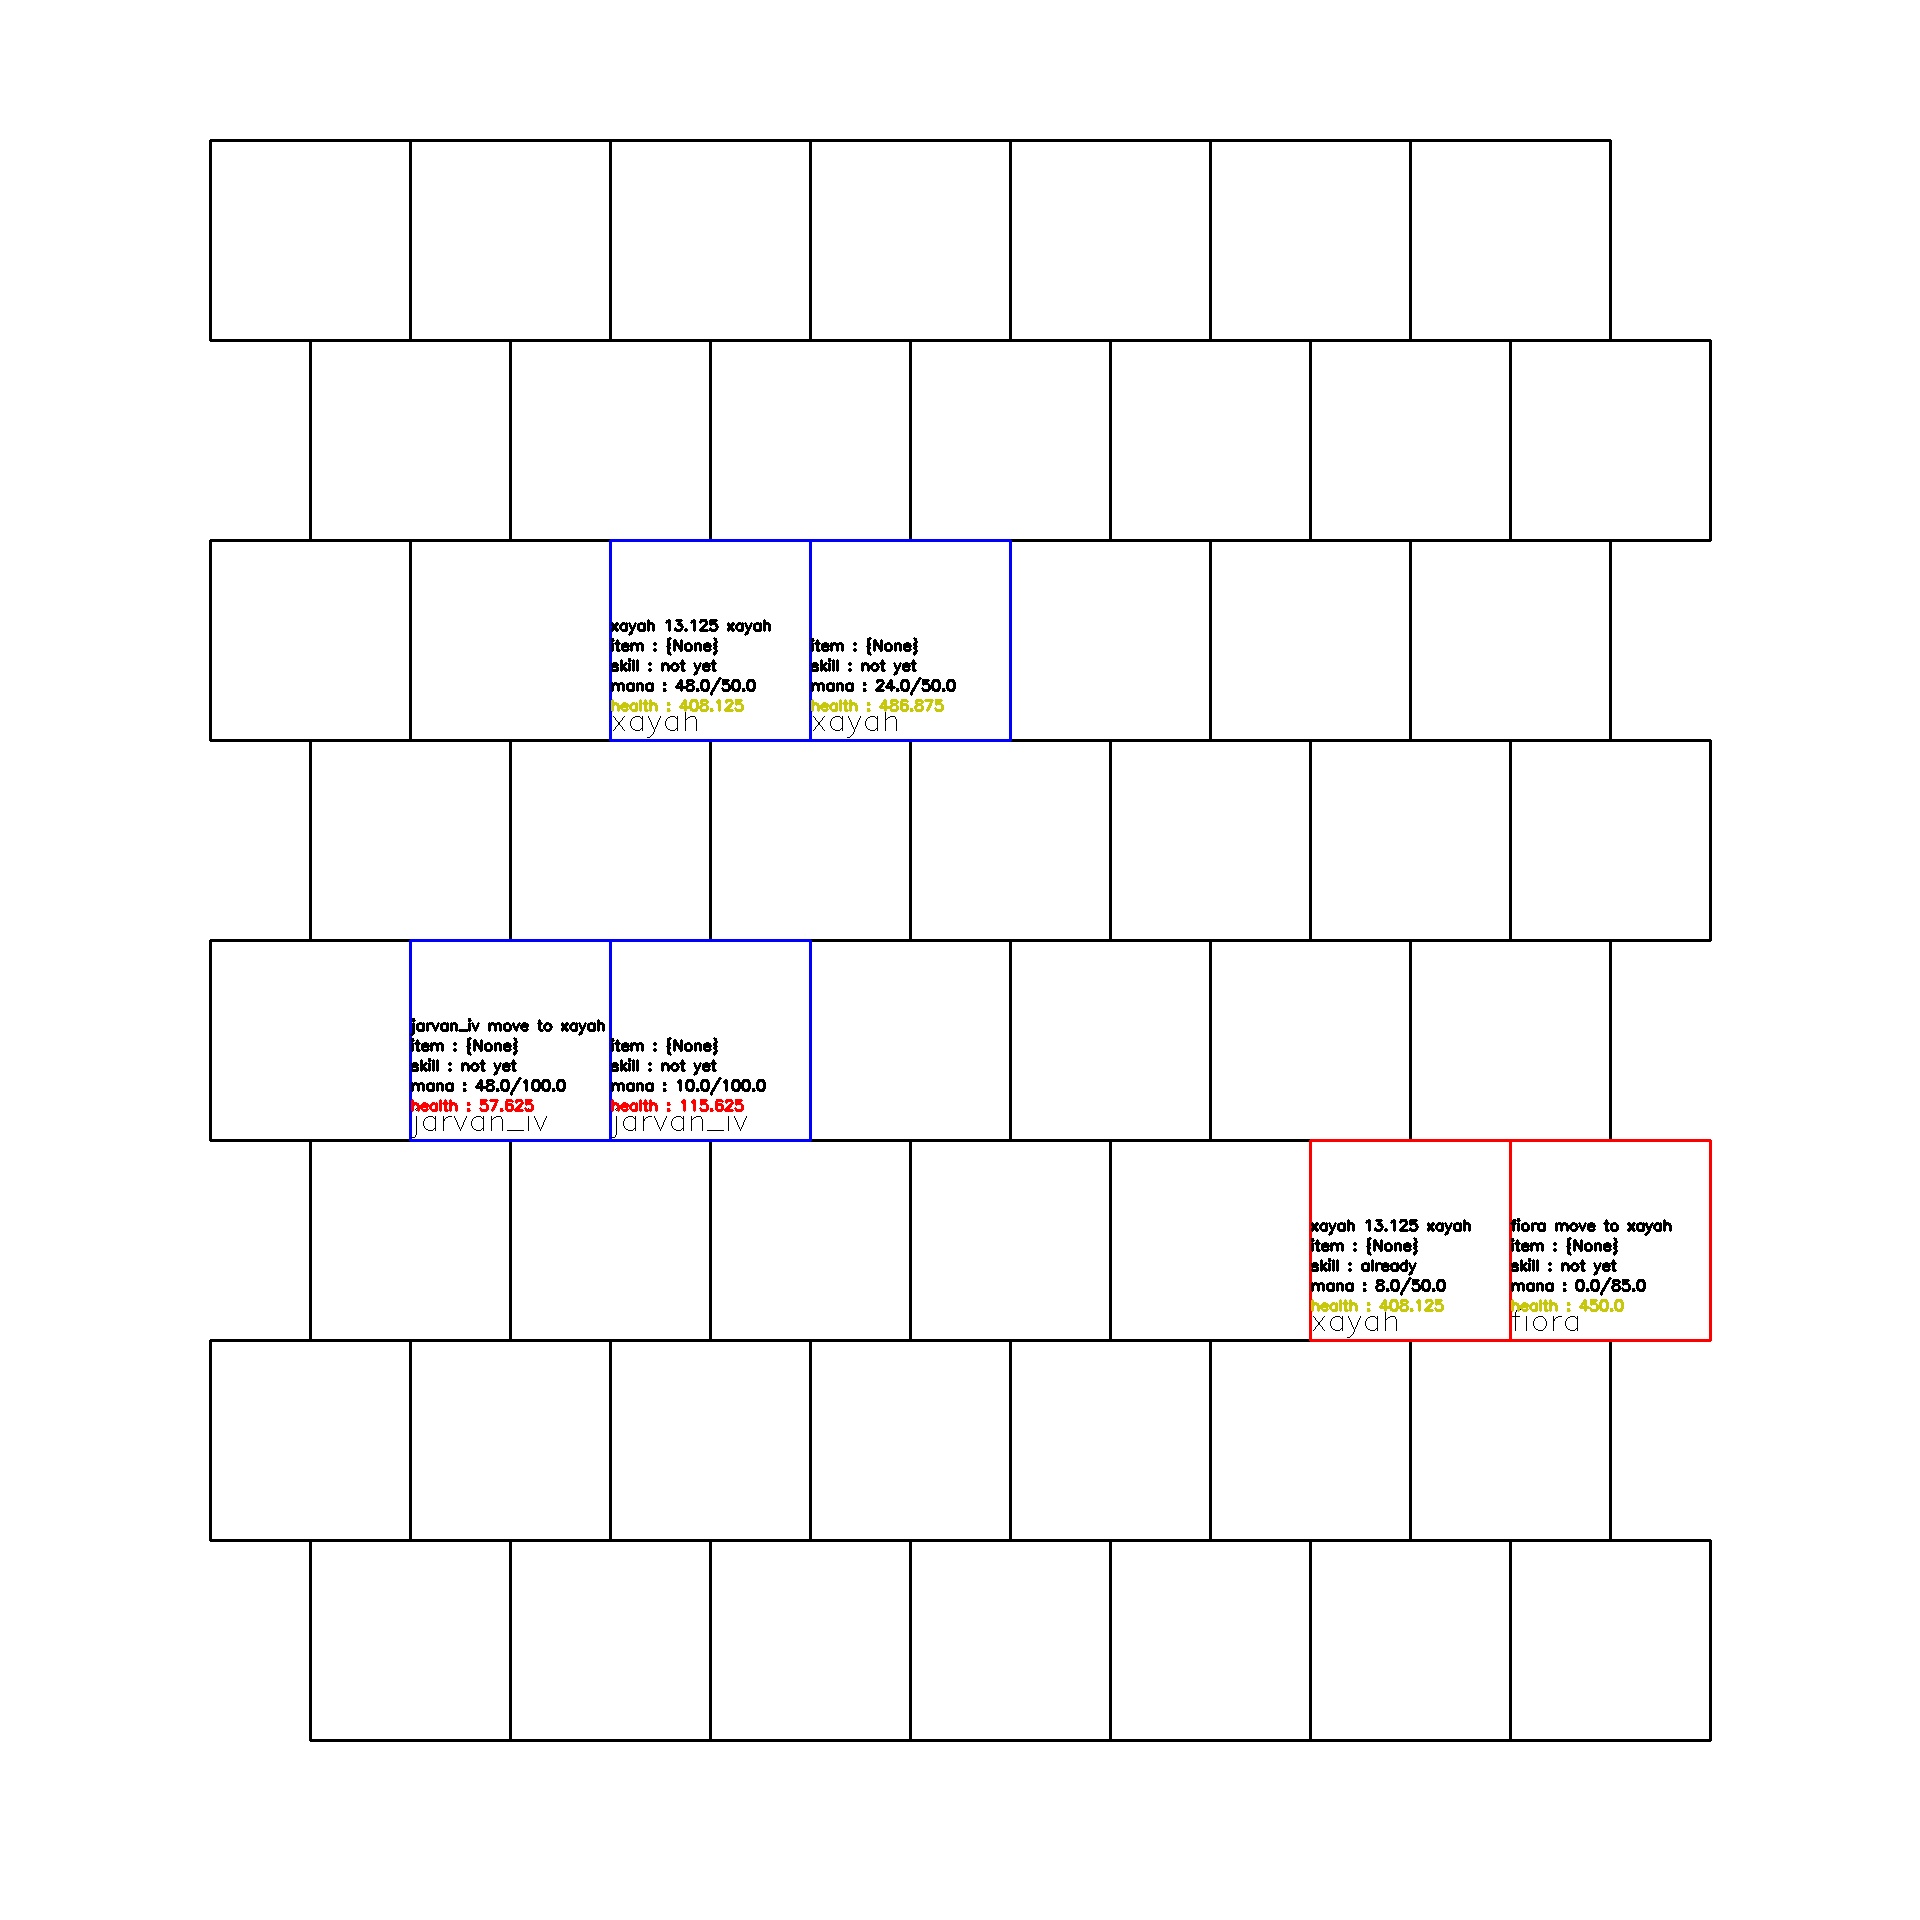 xayah 13.125 xayah
item : {None}
skill : not yet
mana : 48.0/50.0
health : 408.125
xayah
item : {None}
skill : not yet
mana : 24.0/50.0
health : 486.875
xayah
jarvan_iv move to xayah
item : {None}
skill : not yet
mana : 48.0/100.0
health : 57.625
jarvan_iv
item : {None}
skill : not yet
mana : 10.0/100.0
health : 115.625
jarvan_iv
xayah 13.125 xayah
item : {None}
skill : already
mana : 8.0/50.0
health : 408.125
xayah
fiora move to xayah
item : {None}
skill : not yet
mana : 0.0/85.0
health : 450.0
fiora